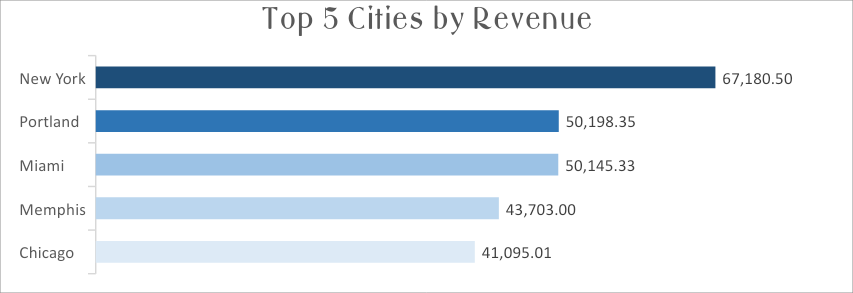 Top 5 Cities by Revenue
New York 67,180.50
Portland 50,198.35
Miami 50,145.33
Memphis 43,703.00
Chicago 41,095.01